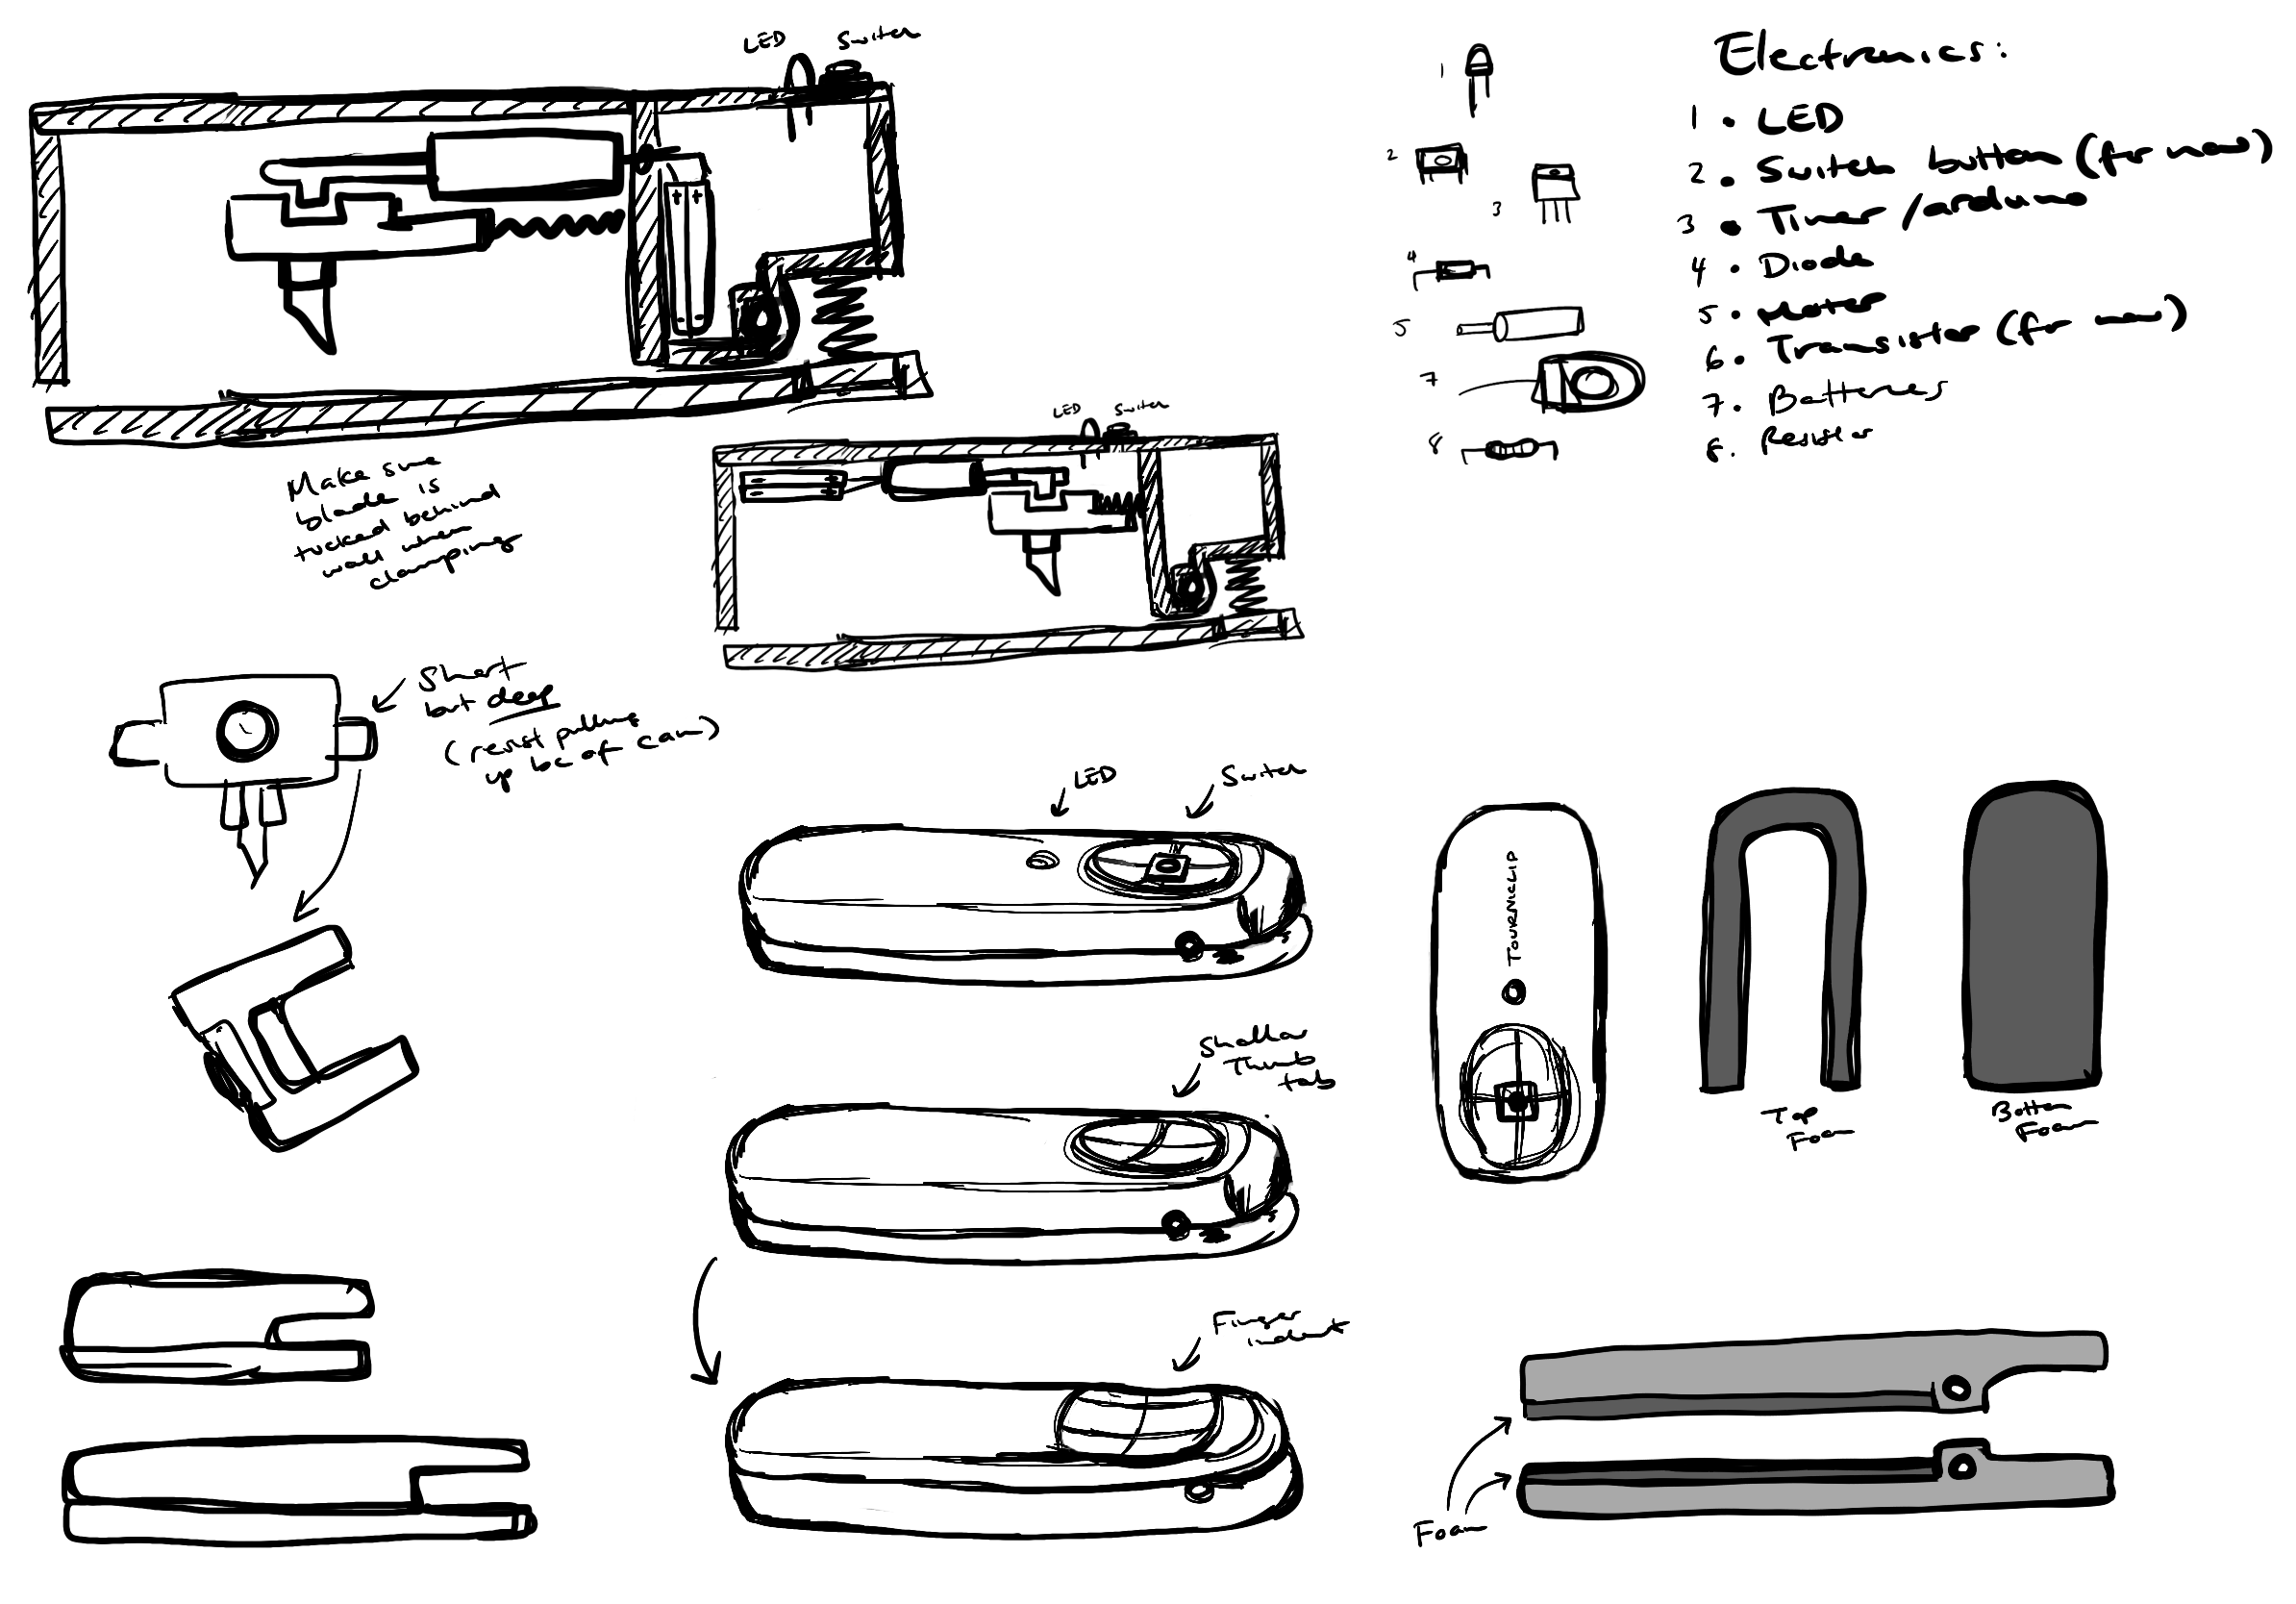 LED
Switch
Make sure
blade is
tucked behind
wall when
clamping
LED
Switch
1
2
3
4
5
7
8
Electronics:
1 • LED
2 • Switch button (for now)
3 • Timer / arduino
4 • Diode
5 • Motor
6 • Transistor (for now)
7 • Batteries
8. Resistor
Short
but deep
(resist pulling
up bc of cam)
LED
Switch
Shallow
Thumb
tab
Finger
indent
TOURNICLIP
Top
Foam
Bottom
Foam
Foam